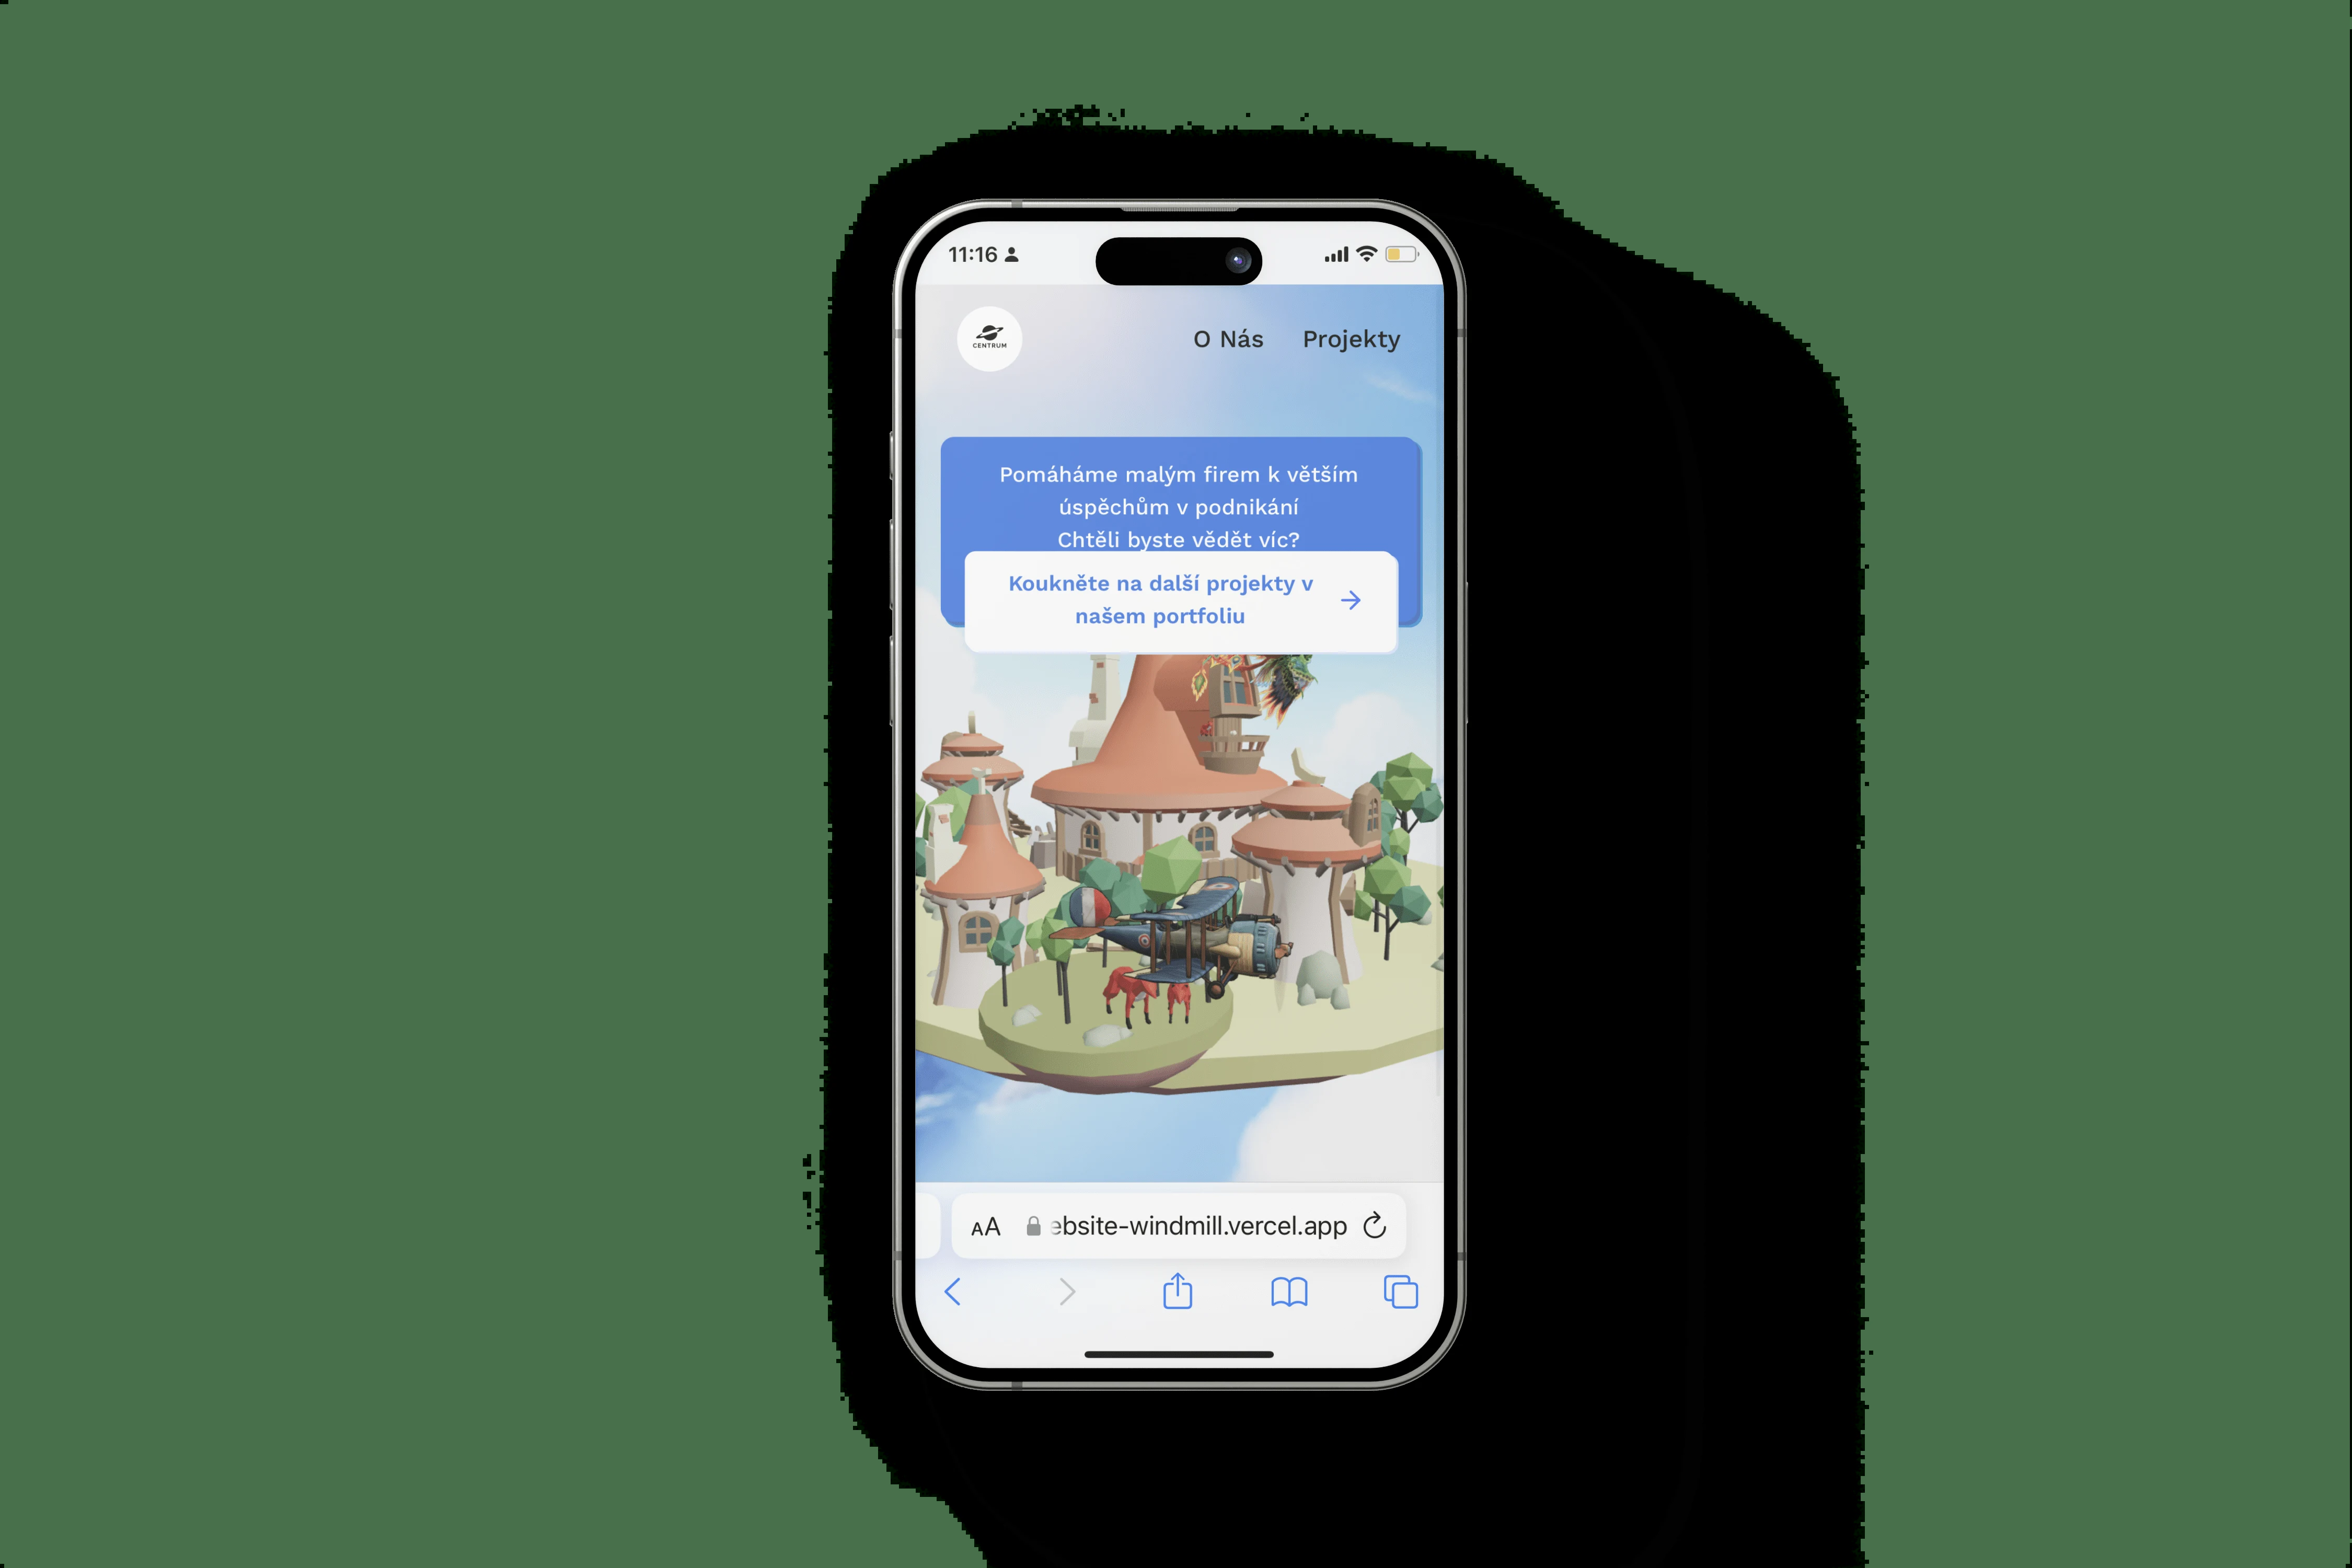 11:16
CENTRUM
O Nás Projekty
Pomáháme malým firem k větším
úspěchům v podnikání
Chtěli byste vědět víc?
Koukněte na další projekty v
našem portfoliu
AA ebsite-windmill.vercel.app